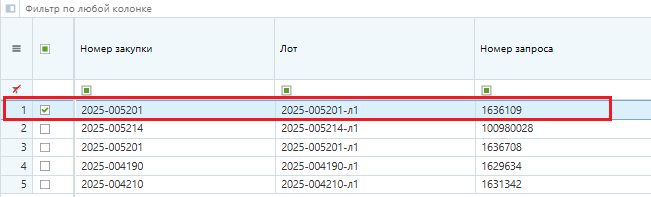 Фильтр по любой колонке
Номер закупки Лот Номер запроса
1 2025-005201 2025-005201-л1 1636109
2 2025-005214 2025-005214-л1 100980028
3 2025-005201 2025-005201-л1 1636708
4 2025-004190 2025-004190-л1 1629634
5 2025-004210 2025-004210-л1 1631342